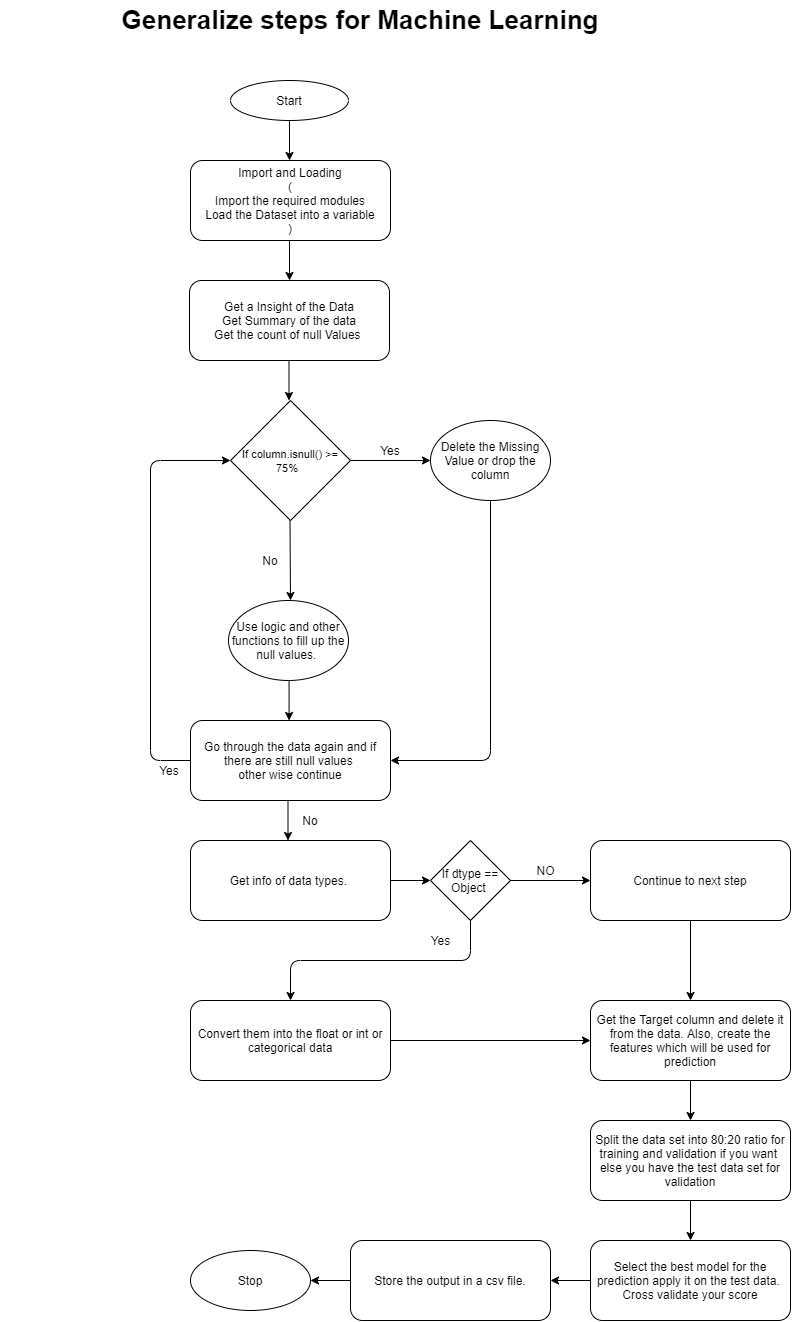 Generalize steps for Machine Learning
Start
Import and Loading
(
Import the required modules
Load the Dataset into a variable
)
Get a Insight of the Data
Get Summary of the data
Get the count of null Values
If column.isnull() >=
75%
Yes
Delete the Missing
Value or drop the
column
No
Use logic and other
functions to fill up the
null values.
Go through the data again and if
there are still null values
other wise continue
Yes
No
Get info of data types.
If dtype ==
Object
NO
Continue to next step
Yes
Convert them into the float or int or
categorical data
Get the Target column and delete it
from the data. Also, create the
features which will be used for
prediction
Split the data set into 80:20 ratio for
training and validation if you want
else you have the test data set for
validation
Select the best model for the
prediction apply it on the test data.
Cross validate your score
Store the output in a csv file.
Stop